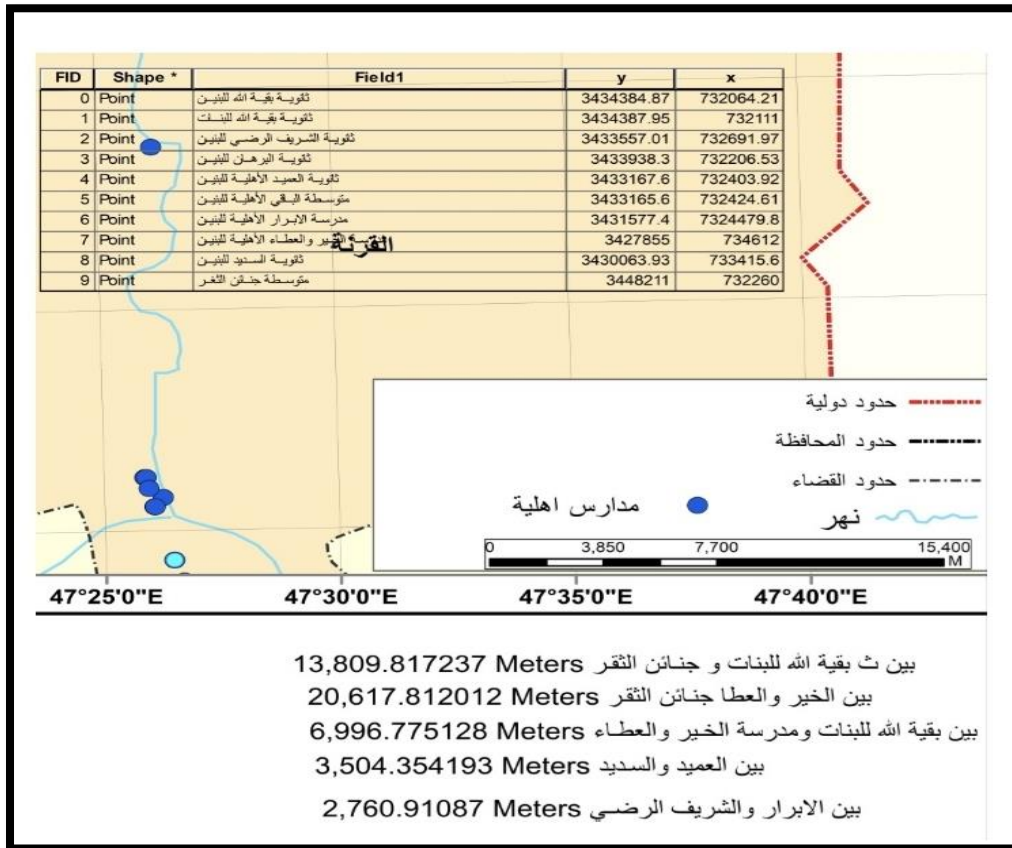 FID Shape * Field1 y x
0 Point ثانوية بقية الله للبنين 3434384.87 732064.21
1 Point ثانوية بقية الله للبنات 3434387.95 732111
2 Point ثانوية الشريف الرضي للبنين 3433557.01 732691.97
3 Point ثانوية البرهان للبنين 3433938.3 732206.53
4 Point ثانوية العميد الأهلية للبنين 3433167.6 732403.92
5 Point متوسطة الباقي الأهلية للبنين 3433165.6 732424.61
6 Point مدرسة الابرار الأهلية للبنين 3431577.4 7324479.8
7 Point والعطاء الأهلية للبنين 3427855 734612
القرنة
8 Point ثانوية السديد للبنين 3430063.93 733415.6
9 Point متوسطة جنائن الثغر 3448211 732260
حدود دولية
حدود المحافظة
حدود القضاء
نهر
مدارس اهلية
0 3,850 7,700 15,400
M
47°25'0"E 47°30'0"E 47°35'0"E 47°40'0"E
بين ث بقية الله للبنات و جنائن الثقر 13,809.817237 Meters
بين الخير والعطا جنائن الثقر 20,617.812012 Meters
بين بقية الله للبنات ومدرسة الخير والعطاء 6,996.775128 Meters
بين العميد والسديد 3,504.354193 Meters
بين الابرار والشريف الرضي 2,760.91087 Meters